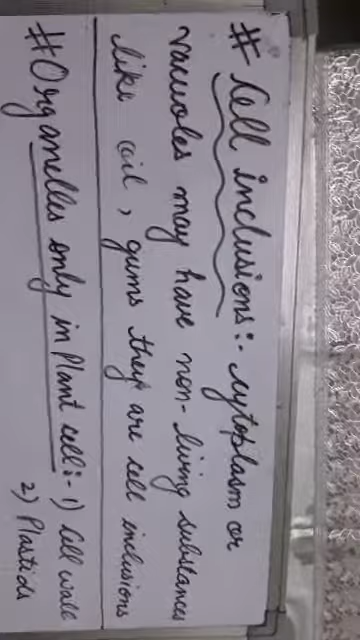 # Cell inclusions:- cytoplasm or
vacuoles may have non-living substances
like oil, gums they are cell inclusions
# Organelles only in Plant cell:- 1) Cell wall
2) Plastids